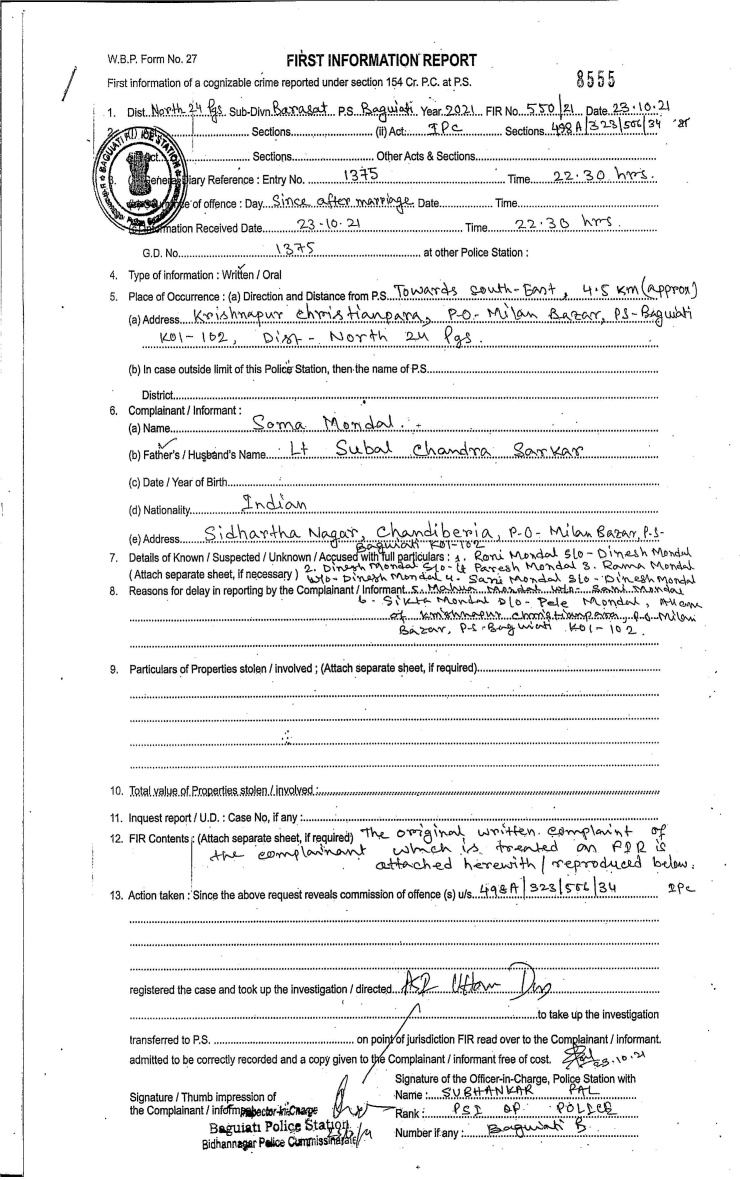 W.B.P. Form No. 27
FIRST INFORMATION REPORT
First information of a cognizable crime reported under section 154 Cr. P.C. at P.S. 8555
1. Dist. North 24 Pgs. Sub-Divn Barasat P.S. Baguiati Year 2021 FIR No. 550/21 Date 23.10.21
2. Sections (ii) Act: IPC Sections 498A/323/506/34
Act Sections Other Acts & Sections
3. General Diary Reference : Entry No. 1375 Time 22.30 hrs.
of offence : Day Since after marriage Date Time
Information Received Date 23-10-21 Time 22.30 hrs.
G.D. No. 1375 at other Police Station :
4. Type of information : Written / Oral
5. Place of Occurrence : (a) Direction and Distance from P.S. Towards South-East, 4.5 km (approx)
(a) Address Krishnapur Christianpara, P.O- Milan Bazar, PS-Baguiati
K01-102, Dist - North 24 Pgs.
(b) In case outside limit of this Police Station, then the name of P.S.
District
6. Complainant / Informant :
(a) Name Soma Mondal.
(b) Father's / Husband's Name Lt Subal Chandra Sarkar
(c) Date / Year of Birth
(d) Nationality Indian
(e) Address Sidhartha Nagar, Chandiberia, P.O- Milan Bazar, P.S-
Baguiati K01-102
7. Details of Known / Suspected / Unknown / Accused with full particulars : 1. Roni Mondal S/o - Dinesh Mondal
2. Dinesh Mondal S/o- Lt Paresh Mondal 3. Rama Mondal
(Attach separate sheet, if necessary) W/o- Dinesh Mondal 4. Sani Mondal S/o - Dinesh Mondal
8. Reasons for delay in reporting by the Complainant / Informant 5. Mahua Mondal W/o- Sani Mondal
6. Sikta Mondal D/o- Pele Mondal, All are
of Krishnapur Christianpara P.O-Milan
Bazar, P.S-Baguiati K01-102.
9. Particulars of Properties stolen / involved ; (Attach separate sheet, if required)
10. Total value of Properties stolen / involved :
11. Inquest report / U.D. : Case No, if any :
12. FIR Contents : (Attach separate sheet, if required) The original written complaint of
the complainant which is treated as FIR is
attached herewith / reproduced below.
13. Action taken : Since the above request reveals commission of offence (s) u/s. 498A/323/506/34 IPC
registered the case and took up the investigation / directed ASI Uttam Das
to take up the investigation
transferred to P.S. on point of jurisdiction FIR read over to the Complainant / informant.
admitted to be correctly recorded and a copy given to the Complainant / informant free of cost. 23.10.21
Signature of the Officer-in-Charge, Police Station with
Signature / Thumb impression of Name : SUBHANKAR PAL
the Complainant / informant Inspector-in-Charge Rank : PSI OF POLICE
Baguiati Police Station
Bidhannagar Police Commissionerate Number if any : Baguiati